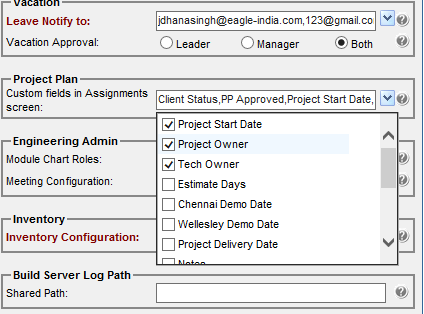 Vacation
Leave Notify to: jdhanasingh@eagle-india.com,123@gmail.co
Vacation Approval: Leader Manager Both
Project Plan
Custom fields in Assignments screen: Client Status,PP Approved,Project Start Date,
Project Start Date
Project Owner
Tech Owner
Estimate Days
Chennai Demo Date
Wellesley Demo Date
Project Delivery Date
Notes
Engineering Admin
Module Chart Roles:
Meeting Configuration:
Inventory
Inventory Configuration:
Build Server Log Path
Shared Path: